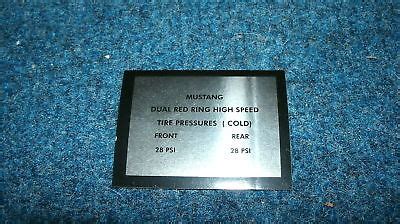 MUSTANG
DUAL RED RING HIGH SPEED
TIRE PRESSURES ( COLD)
FRONT REAR
28 PSI 28 PSI